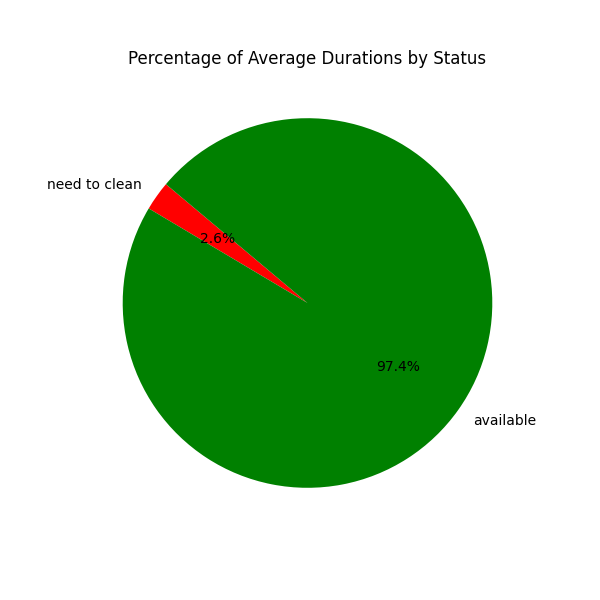 Percentage of Average Durations by Status
need to clean
2.6%
97.4%
available